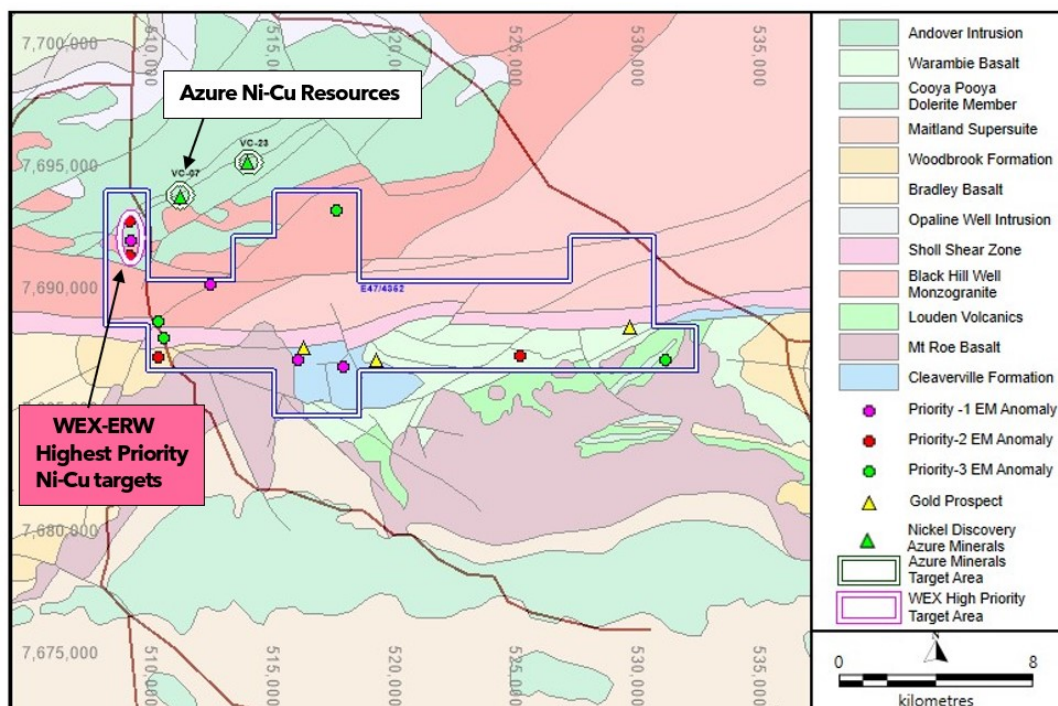 7,700,000
510,000
515,000
520,000
525,000
530,000
535,000
Azure Ni-Cu Resources
VC-23
VC-07
7,695,000
7,690,000
E47/4352
WEX-ERW
Highest Priority
Ni-Cu targets
7,680,000
7,675,000
510,000
515,000
520,000
525,000
530,000
535,000
Andover Intrusion
Warambie Basalt
Cooya Pooya
Dolerite Member
Maitland Supersuite
Woodbrook Formation
Bradley Basalt
Opaline Well Intrusion
Sholl Shear Zone
Black Hill Well
Monzogranite
Louden Volcanics
Mt Roe Basalt
Cleaverville Formation
Priority -1 EM Anomaly
Priority-2 EM Anomaly
Priority-3 EM Anomaly
Gold Prospect
Nickel Discovery
Azure Minerals
Azure Minerals
Target Area
WEX High Priority
Target Area
N
0 8
kilometres